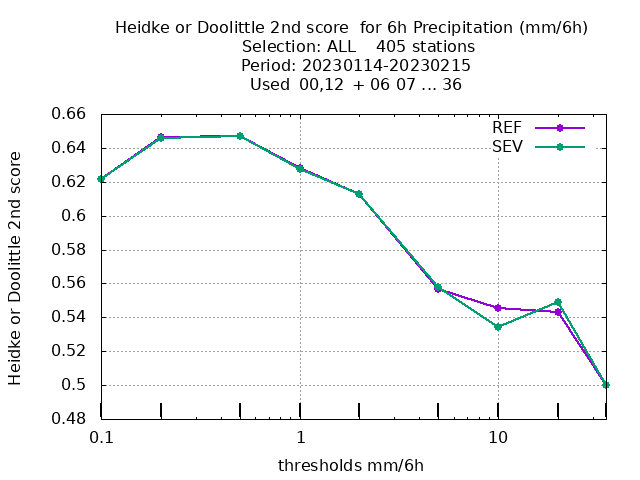 Heidke or Doolittle 2nd score  for 6h Precipitation (mm/6h)
Selection: ALL    405 stations
Period: 20230114-20230215
Used  00,12  + 06 07 ... 36
REF
SEV
0.66
0.64
0.62
0.6
0.58
0.56
0.54
0.52
0.5
0.48
Heidke or Doolittle 2nd score
0.1
1
10
thresholds mm/6h